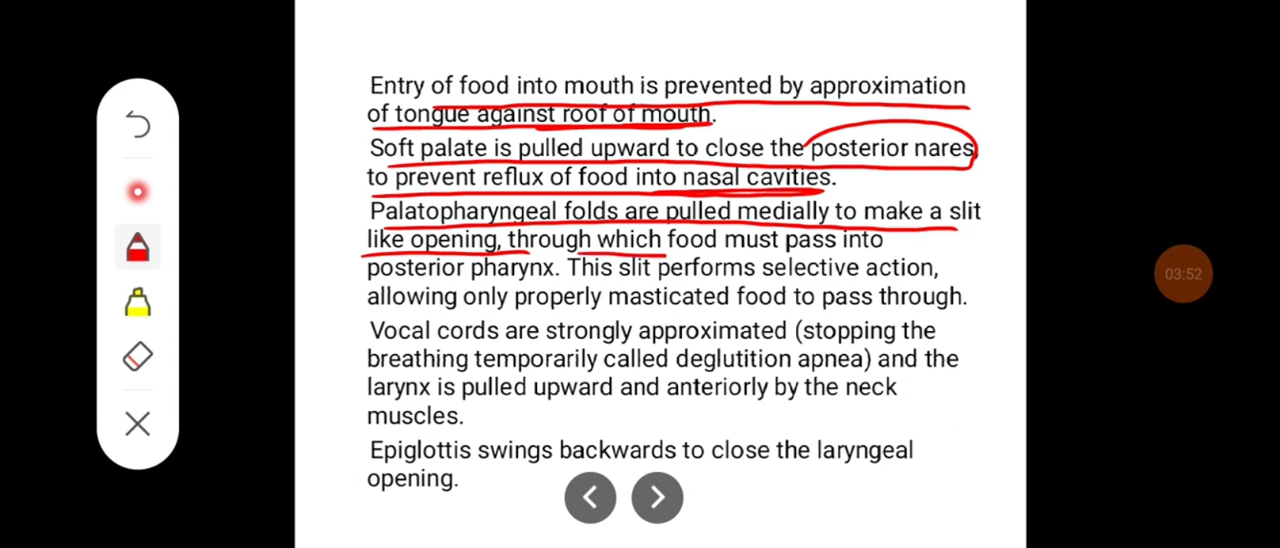 Entry of food into mouth is prevented by approximation
of tongue against roof of mouth.
Soft palate is pulled upward to close the posterior nares,
to prevent reflux of food into nasal cavities.
Palatopharyngeal folds are pulled medially to make a slit
like opening, through which food must pass into
posterior pharynx. This slit performs selective action,
allowing only properly masticated food to pass through.
Vocal cords are strongly approximated (stopping the
breathing temporarily called deglutition apnea) and the
larynx is pulled upward and anteriorly by the neck
muscles.
Epiglottis swings backwards to close the laryngeal
opening.
03:52